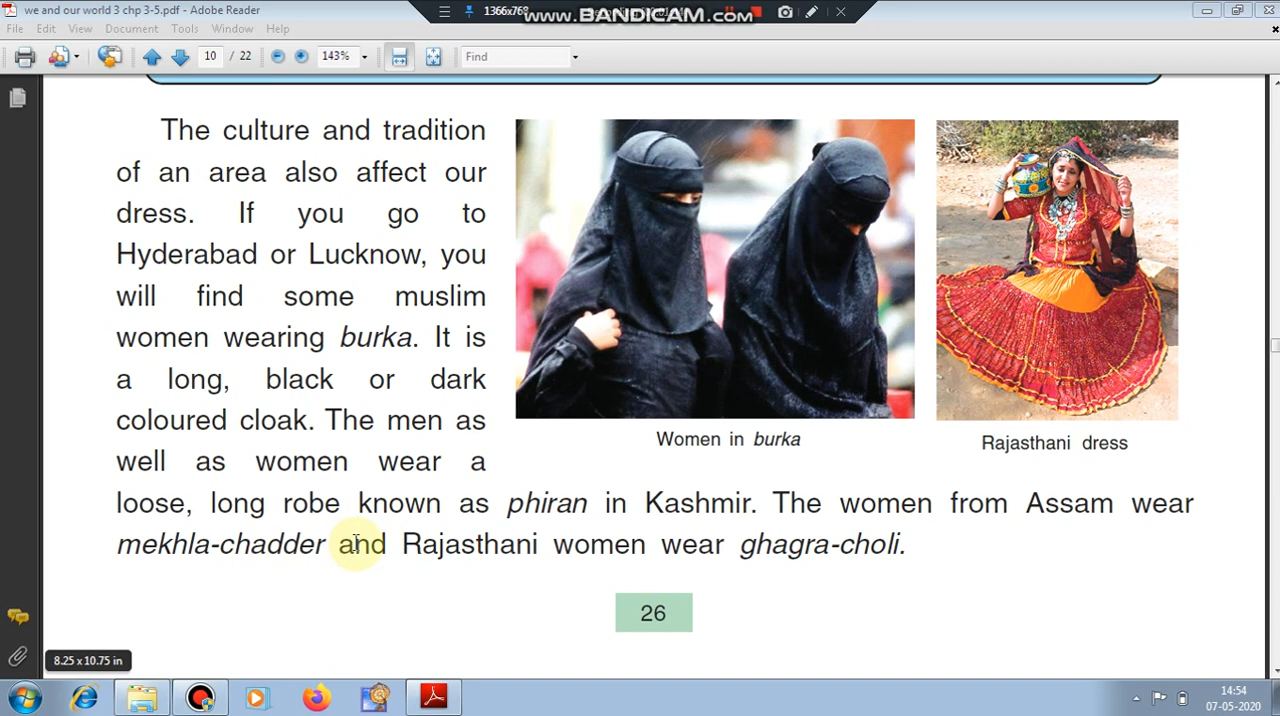 we and our world 3 chp 3-5.pdf - Adobe Reader
1366x768
www.BANDICAM.com
File Edit View Document Tools Window Help
10 / 22
143%
Find
The culture and tradition
of an area also affect our
dress. If you go to
Hyderabad or Lucknow, you
will find some muslim
women wearing burka. It is
a long, black or dark
coloured cloak. The men as
well as women wear a
loose, long robe known as phiran in Kashmir. The women from Assam wear
mekhla-chadder and Rajasthani women wear ghagra-choli.
Women in burka
Rajasthani dress
26
8.25 x 10.75 in
14:54
07-05-2020